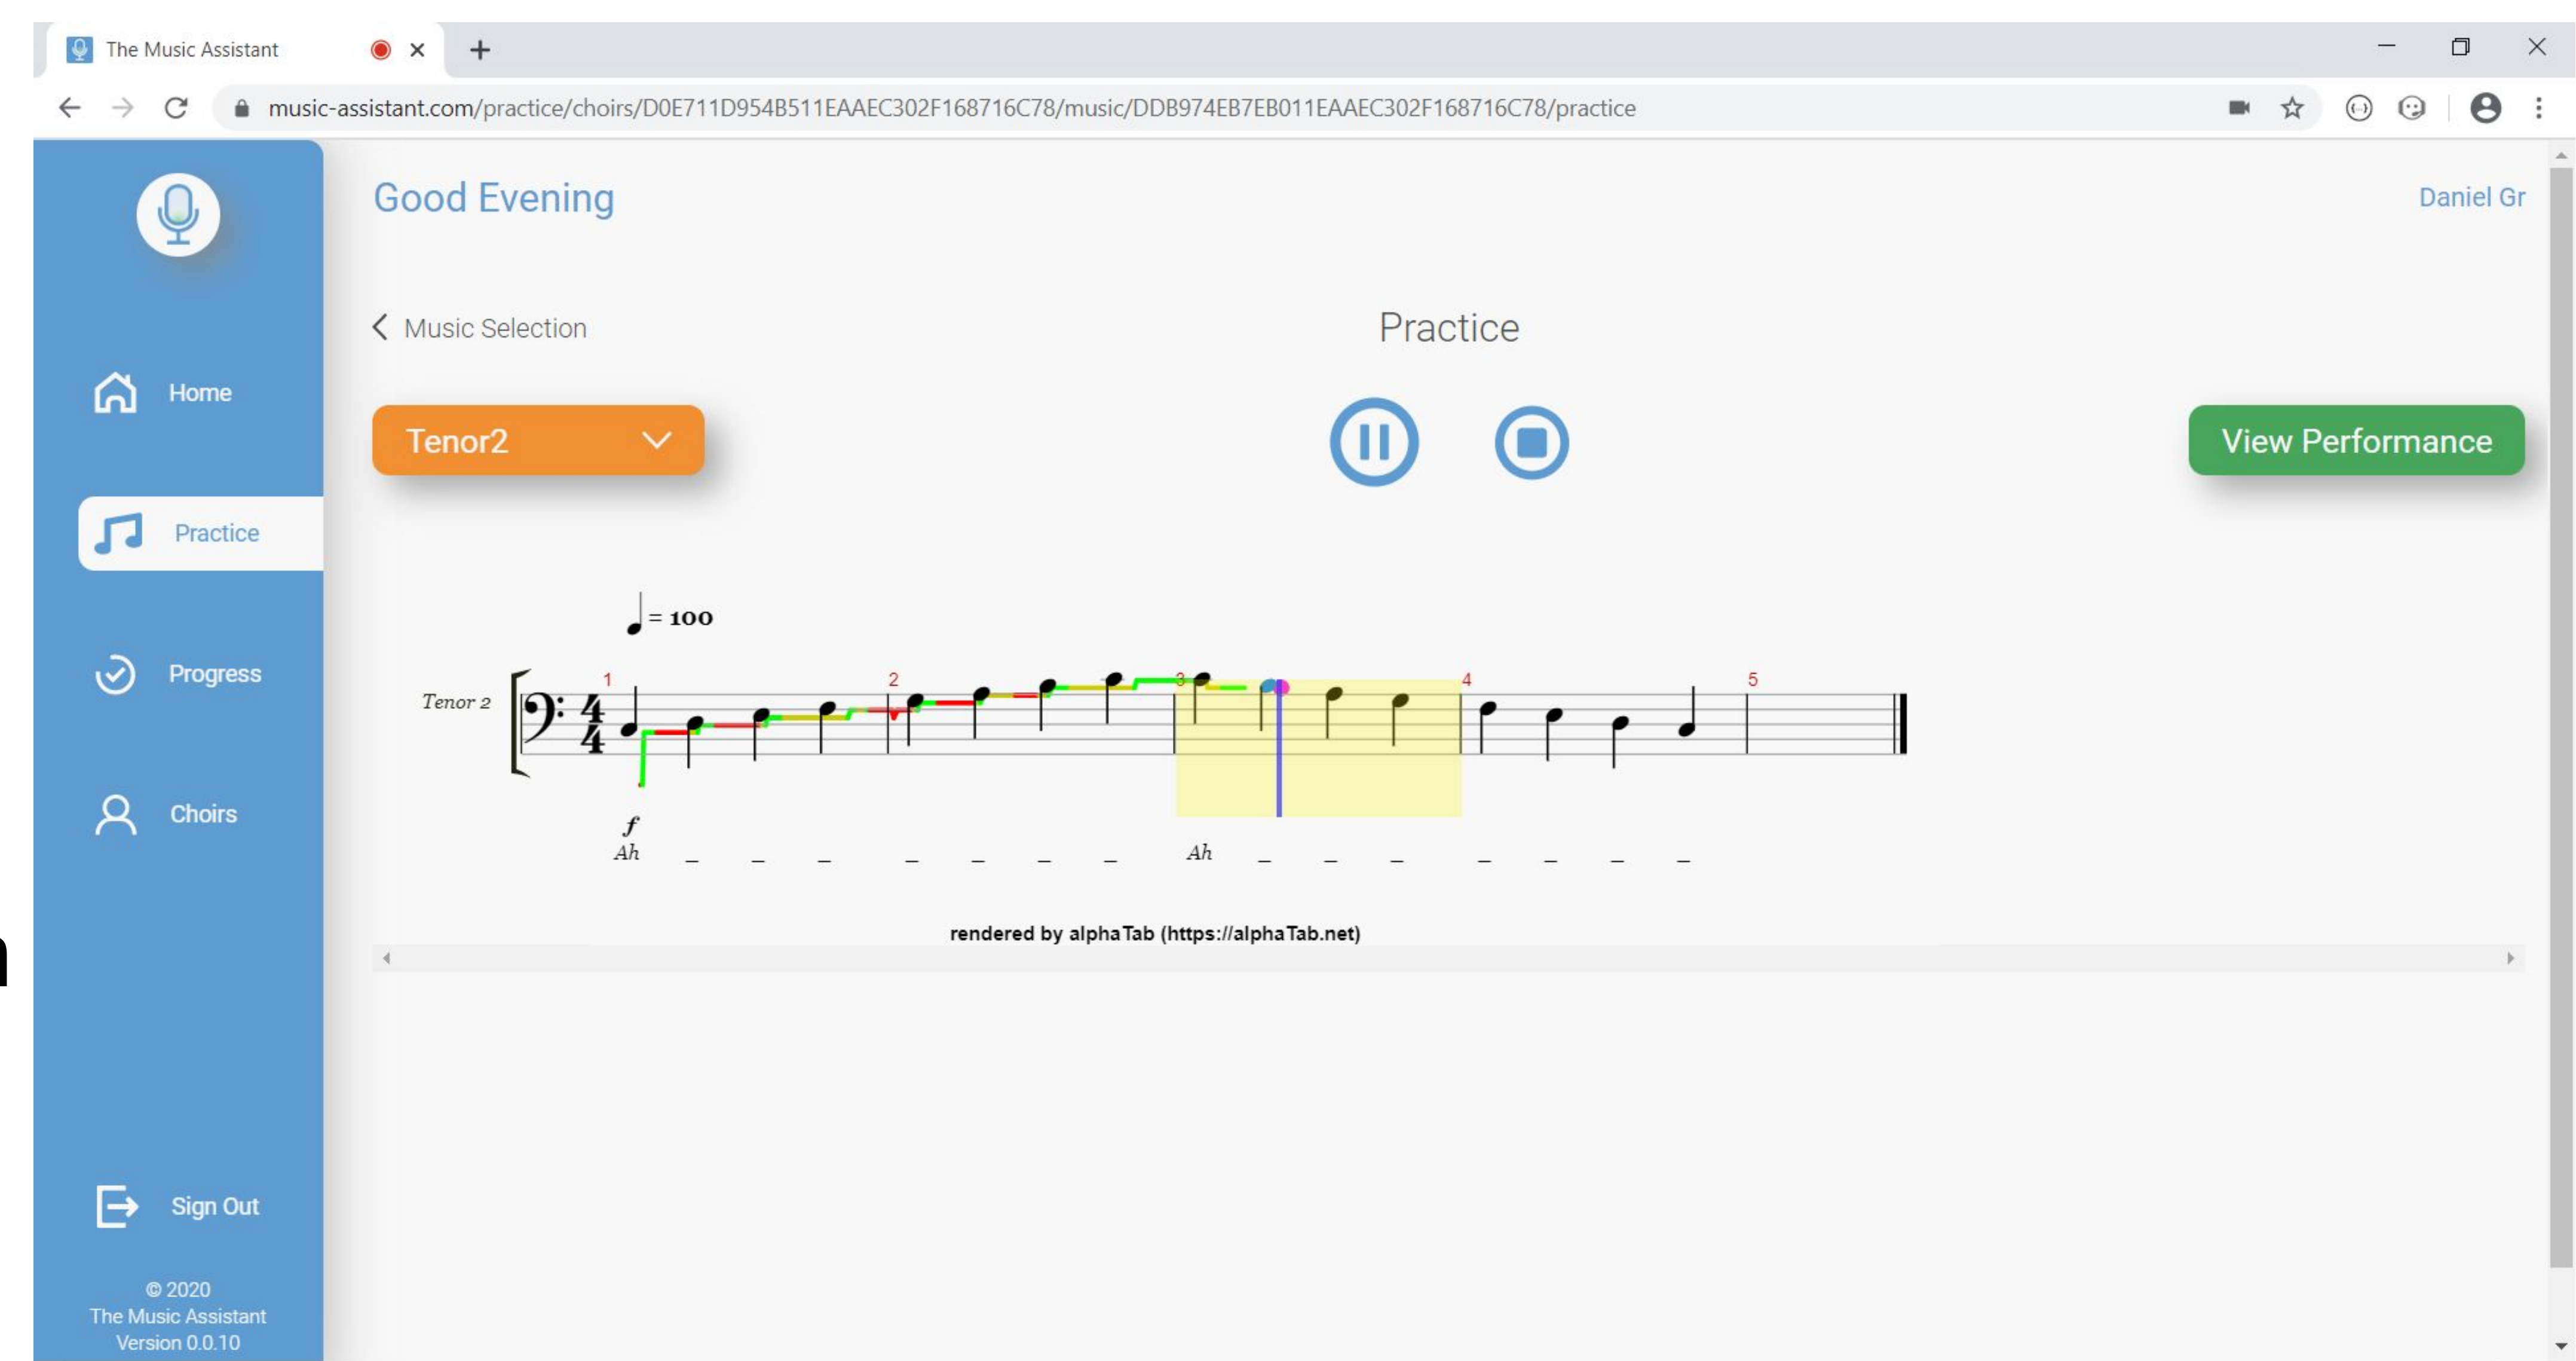 The Music Assistant
music-assistant.com/practice/choirs/D0E711D954B511EAAEC302F168716C78/music/DDB974EB7EB011EAAEC302F168716C78/practice
Good Evening
Daniel Gr
Music Selection
Practice
Home
Tenor2
View Performance
Practice
= 100
Progress
Tenor 2
1 2 3 4 5
4
4
Choirs
f
Ah _ _ _ _ _ _ _ Ah _ _ _ _ _ _ _
rendered by alphaTab (https://alphaTab.net)
n
Sign Out
© 2020
The Music Assistant
Version 0.0.10